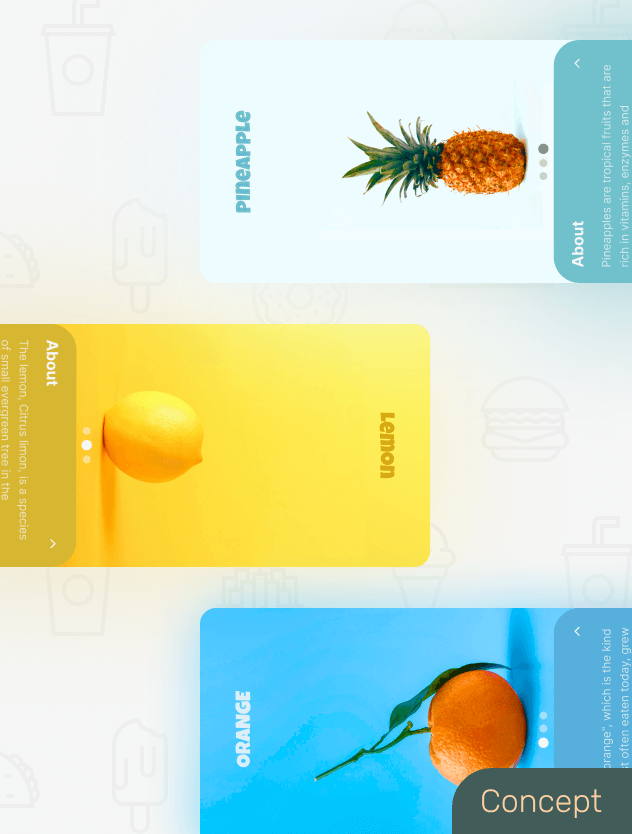 PINEAPPLE
About
Pineapples are tropical fruits that are
rich in vitamins, enzymes and
Lemon
About
The lemon, Citrus limon, is a species
of small evergreen tree in the
ORANGE
orange", which is the kind
st often eaten today, grew
Concept